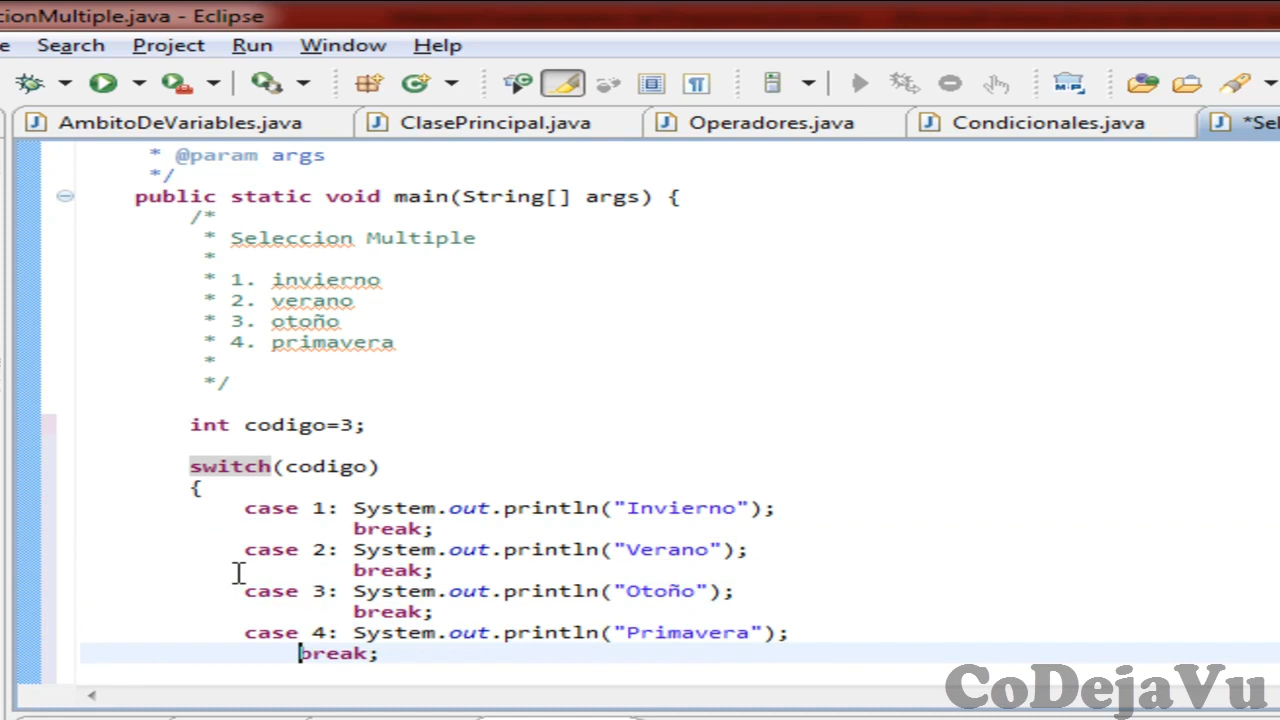 cionMultiple.java - Eclipse
e Search Project Run Window Help
AmbitoDeVariables.java ClasePrincipal.java Operadores.java Condicionales.java *Sel
* @param args
*/
public static void main(String[] args) {
/*
* Seleccion Multiple
*
* 1. invierno
* 2. verano
* 3. otoño
* 4. primavera
*
*/
int codigo=3;
switch(codigo)
{
case 1: System.out.println("Invierno");
break;
case 2: System.out.println("Verano");
break;
case 3: System.out.println("Otoño");
break;
case 4: System.out.println("Primavera");
break;
CoDejaVu